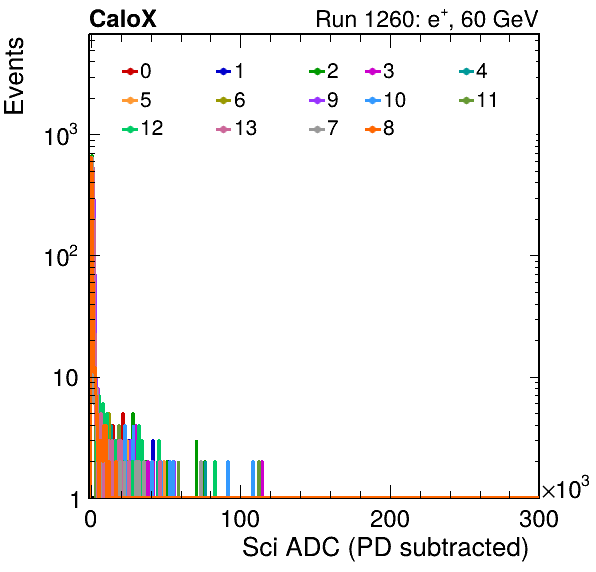 CaloX Run 1260: e⁺, 60 GeV
Events
0 1 2 3 4
5 6 9 10 11
12 13 7 8
10³
10²
10
1
0 100 200 300 ×10³
Sci ADC (PD subtracted)